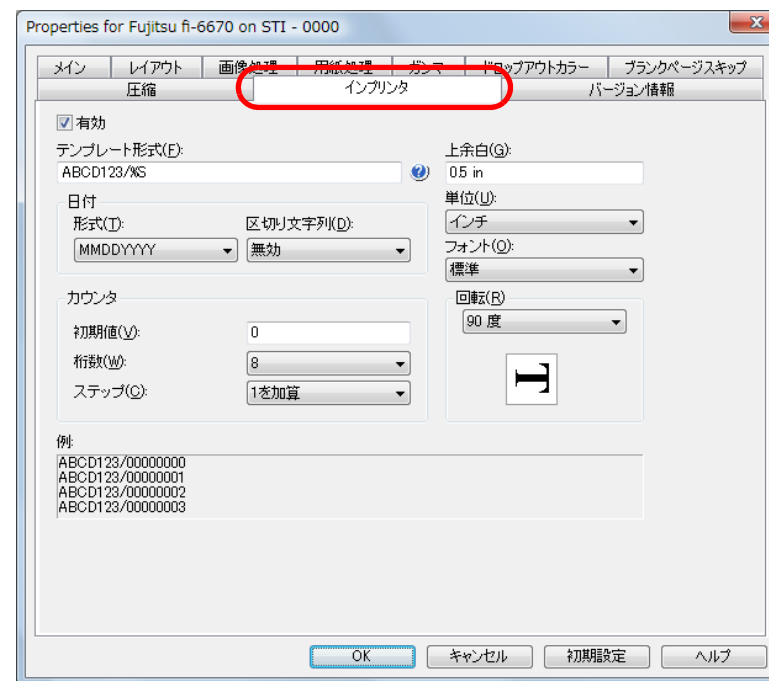 Properties for Fujitsu fi-6670 on STI - 0000
メイン レイアウト 画像処理 用紙処理 ガンマ ドロップアウトカラー ブランクページスキップ
圧縮 インプリンタ バージョン情報
有効
テンプレート形式(F): 上余白(G):
ABCD123/%S 0.5 in
日付 単位(U):
形式(T): 区切り文字列(D): インチ
MMDDYYYY 無効 フォント(O):
標準
カウンタ 回転(R)
初期値(V): 0 90 度
桁数(W): 8
ステップ(C): 1を加算
例:
ABCD123/00000000
ABCD123/00000001
ABCD123/00000002
ABCD123/00000003
OK キャンセル 初期設定 ヘルプ